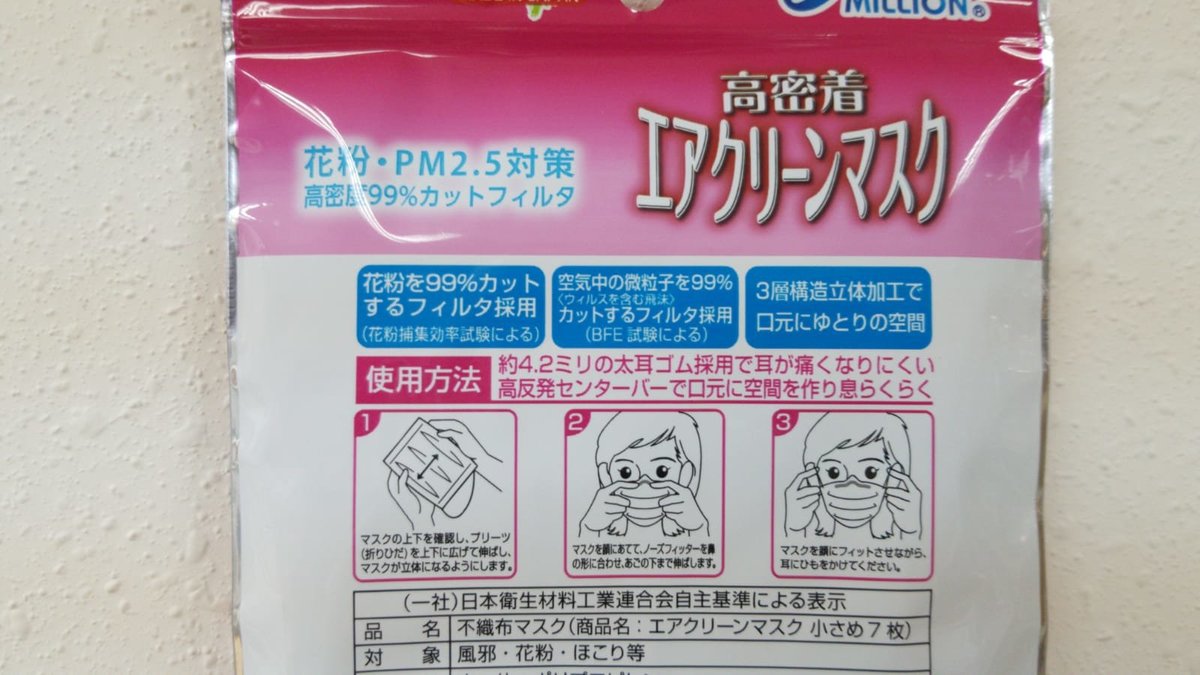 MILLION®
高密着
エアクリーンマスク
花粉・PM2.5対策
高密度99%カットフィルタ
花粉を99%カット
するフィルタ採用
(花粉捕集効率試験による)
空気中の微粒子を99%
〈ウィルスを含む飛沫〉
カットするフィルタ採用
(BFE試験による)
3層構造立体加工で
口元にゆとりの空間
使用方法
約4.2ミリの太耳ゴム採用で耳が痛くなりにくい
高反発センターバーで口元に空間を作り息らくらく
1
マスクの上下を確認し、プリーツ
(折りひだ)を上下に広げて伸ばし、
マスクが立体になるようにします。
2
マスクを顔にあてて、ノーズフィッターを鼻
の形に合わせ、あごの下まで伸ばします。
3
マスクを顔にフィットさせながら、
耳にひもをかけてください。
(一社)日本衛生材料工業連合会自主基準による表示
品 名 不織布マスク(商品名:エアクリーンマスク 小さめ7枚)
対 象 風邪・花粉・ほこり等